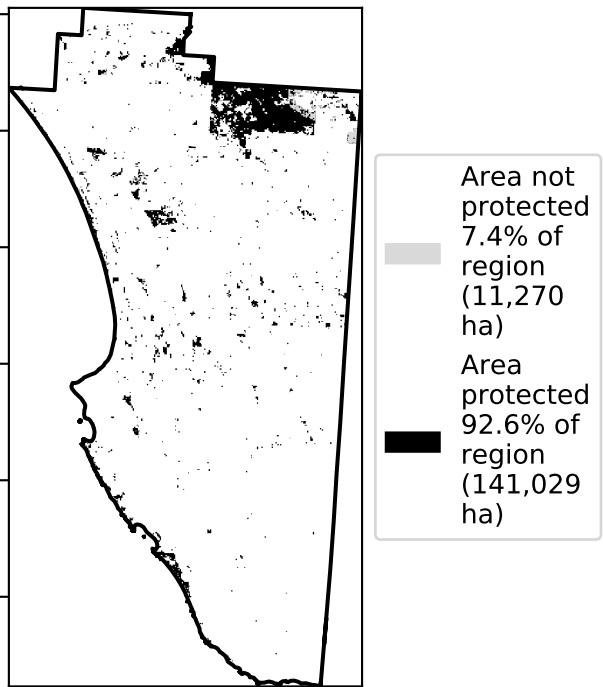 Area not
protected
7.4% of
region
(11,270
ha)
Area
protected
92.6% of
region
(141,029
ha)